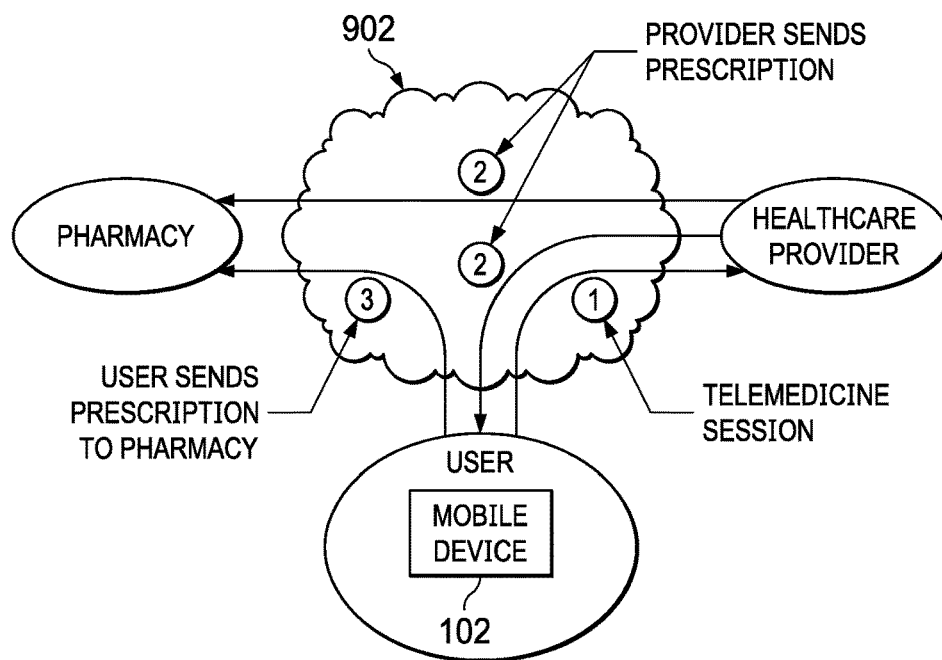 902
PROVIDER SENDS
PRESCRIPTION
2
PHARMACY
HEALTHCARE
PROVIDER
2
3
1
USER SENDS
PRESCRIPTION
TO PHARMACY
TELEMEDICINE
SESSION
USER
MOBILE
DEVICE
102